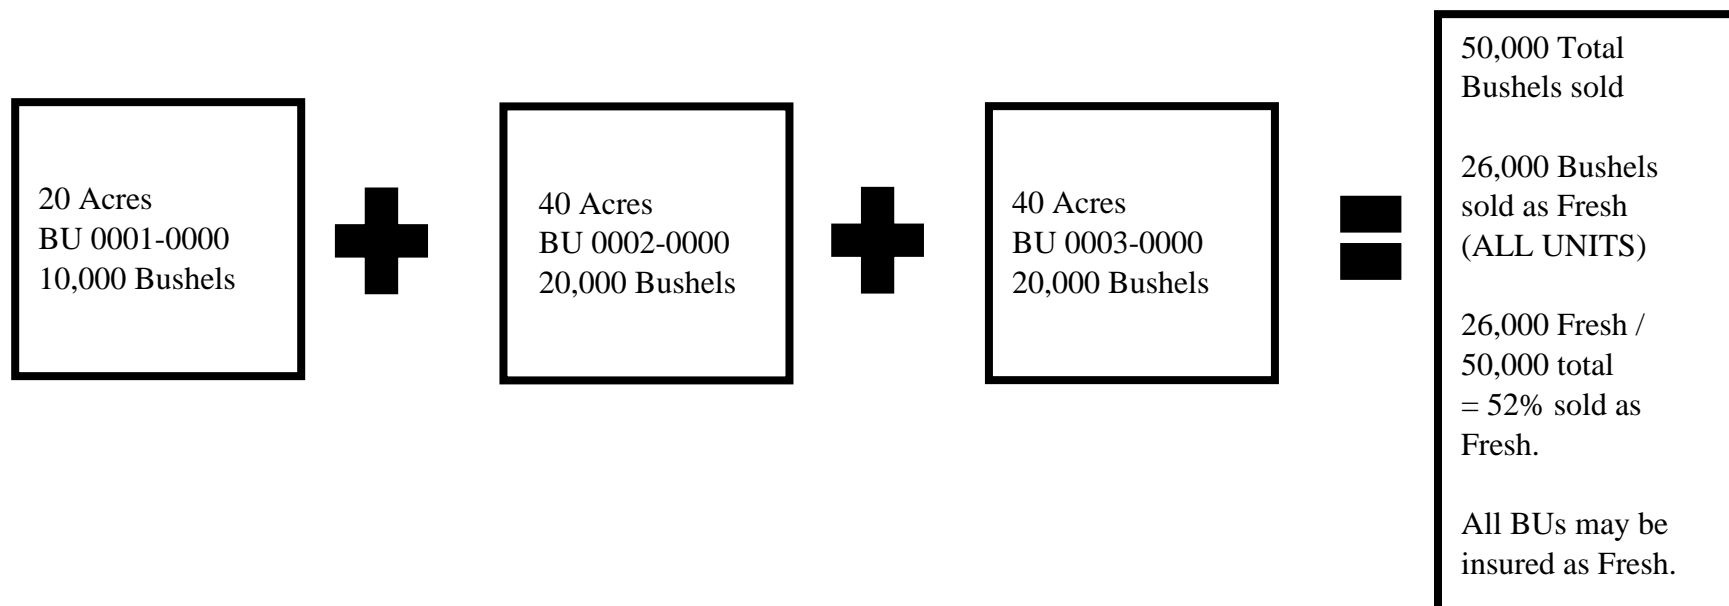 20 Acres
BU 0001-0000
10,000 Bushels
40 Acres
BU 0002-0000
20,000 Bushels
40 Acres
BU 0003-0000
20,000 Bushels
50,000 Total
Bushels sold
26,000 Bushels
sold as Fresh
(ALL UNITS)
26,000 Fresh /
50,000 total
= 52% sold as
Fresh.
All BUs may be
insured as Fresh.